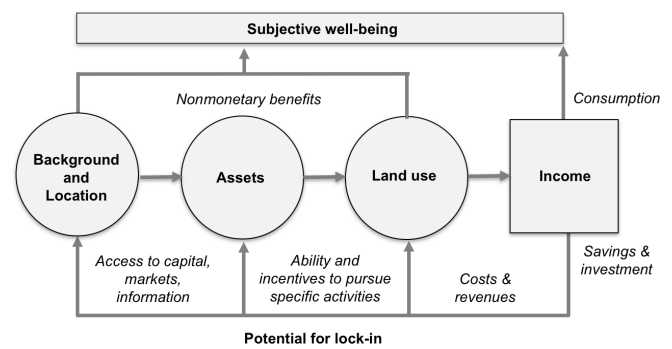 Subjective well-being
Nonmonetary benefits
Consumption
Background
and
Location
Assets
Land use
Income
Access to capital,
markets,
information
Ability and
incentives to pursue
specific activities
Costs &
revenues
Savings &
investment
Potential for lock-in